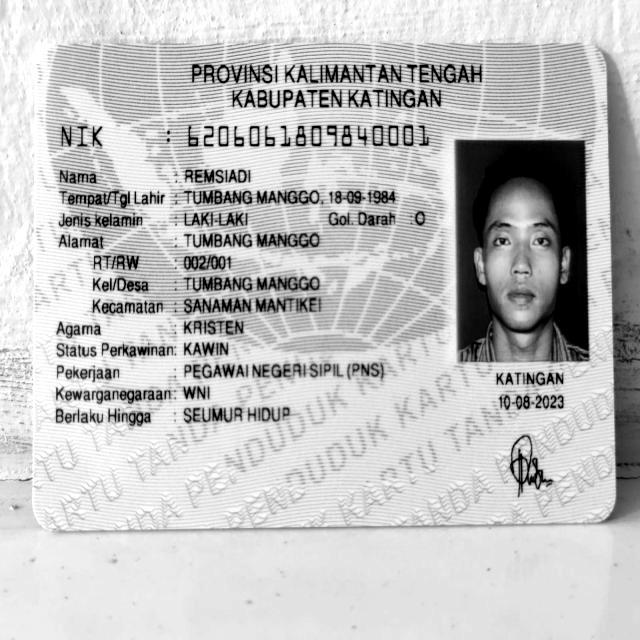 PROVINSI KALIMANTAN TENGAH
KABUPATEN KATINGAN
NIK : 6206061809840001
Nama : REMSIADI
Tempat/Tgl Lahir : TUMBANG MANGGO, 18-09-1984
Jenis kelamin : LAKI-LAKI Gol. Darah : O
Alamat : TUMBANG MANGGO
RT/RW : 002/001
Kel/Desa : TUMBANG MANGGO
Kecamatan : SANAMAN MANTIKEI
Agama : KRISTEN
Status Perkawinan: KAWIN
Pekerjaan : PEGAWAI NEGERI SIPIL (PNS)
Kewarganegaraan: WNI
Berlaku Hingga : SEUMUR HIDUP
KATINGAN
10-08-2023
KARTU TANDA PENDUDUK KARTU TANDA PENDUDUK